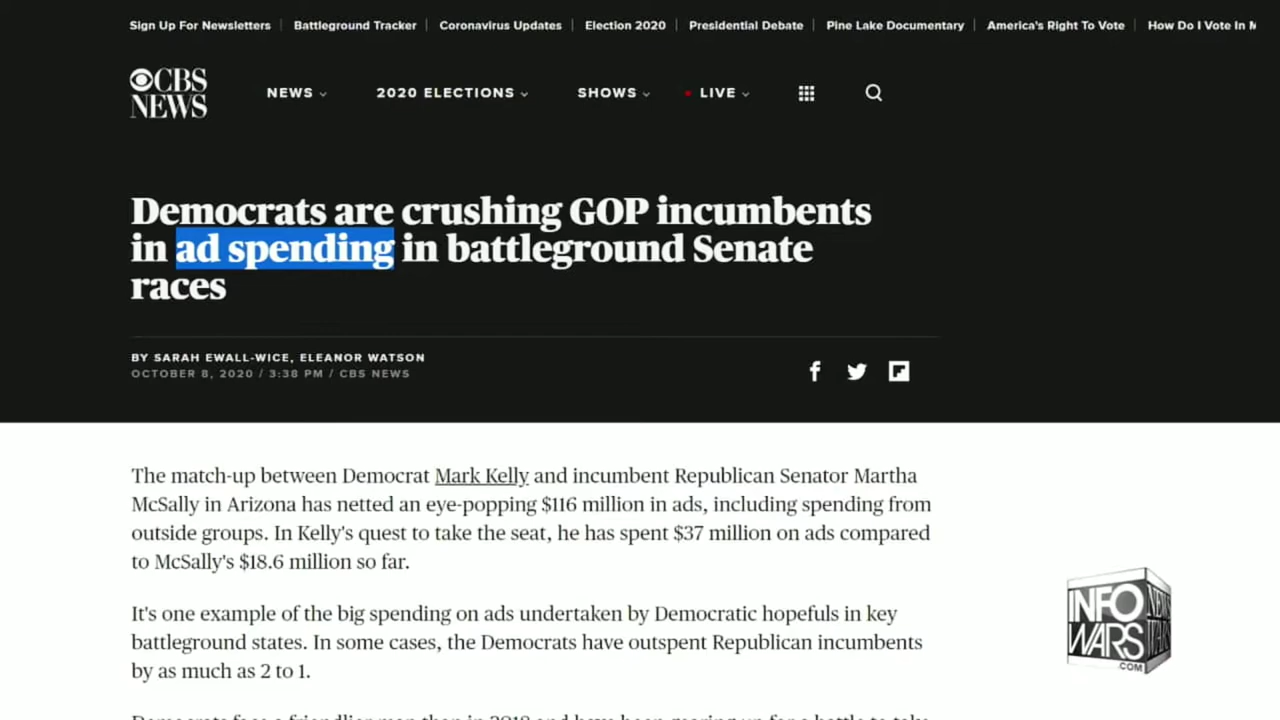 Sign Up For Newsletters | Battleground Tracker | Coronavirus Updates | Election 2020 | Presidential Debate | Pine Lake Documentary | America's Right To Vote | How Do I Vote In
CBS
NEWS
NEWS 2020 ELECTIONS SHOWS LIVE
Democrats are crushing GOP incumbents
in ad spending in battleground Senate
races
BY SARAH EWALL-WICE, ELEANOR WATSON
OCTOBER 8, 2020 / 3:38 PM / CBS NEWS
The match-up between Democrat Mark Kelly and incumbent Republican Senator Martha
McSally in Arizona has netted an eye-popping $116 million in ads, including spending from
outside groups. In Kelly's quest to take the seat, he has spent $37 million on ads compared
to McSally's $18.6 million so far.
It's one example of the big spending on ads undertaken by Democratic hopefuls in key
battleground states. In some cases, the Democrats have outspent Republican incumbents
by as much as 2 to 1.
INFO
WARS
.COM
NEWS
WARS